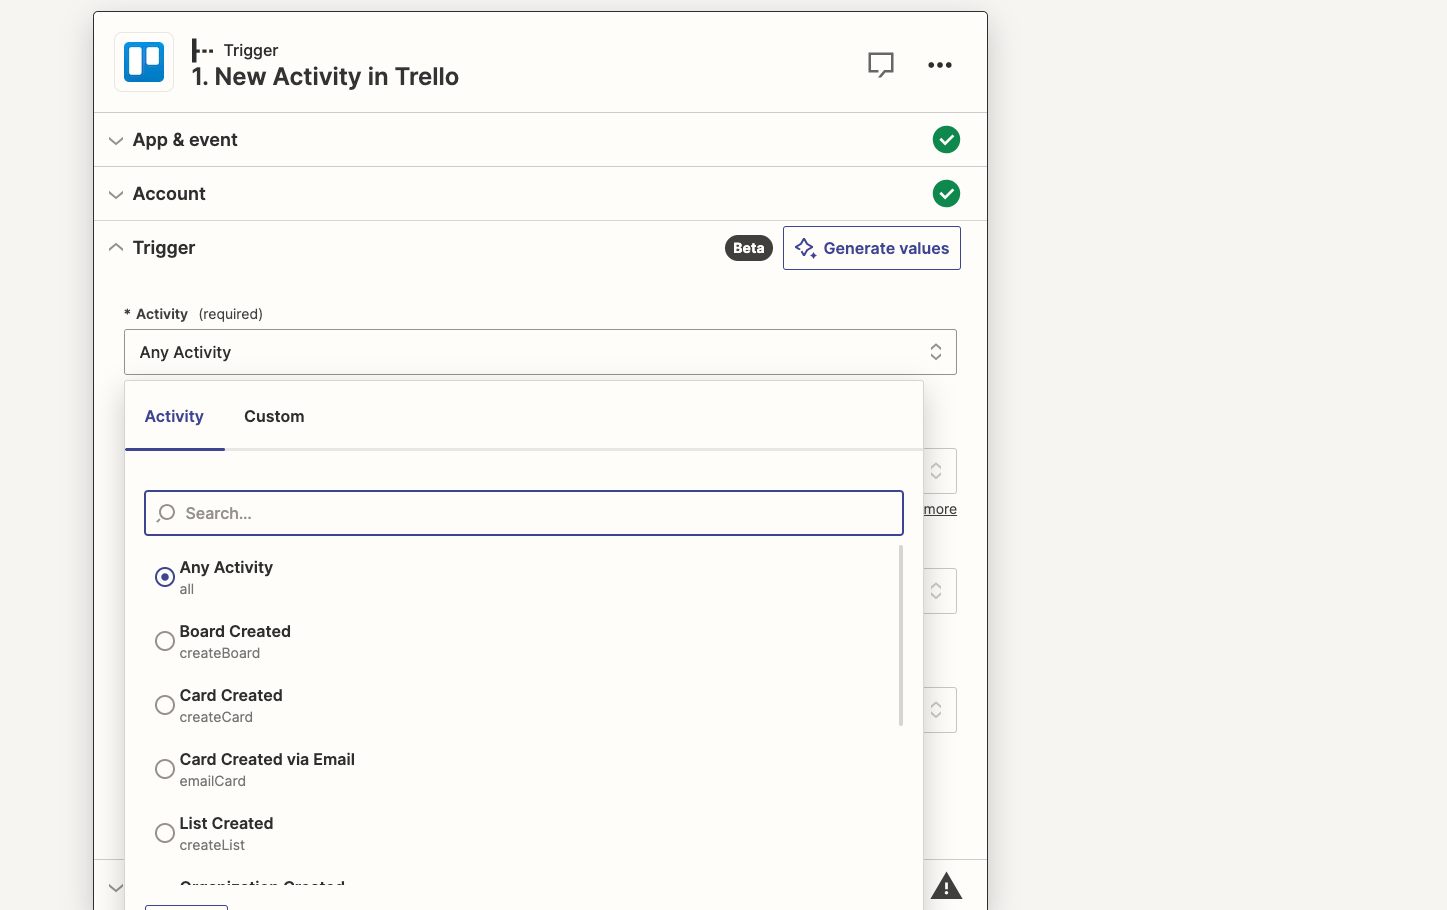 Trigger
1. New Activity in Trello
App & event
Account
Trigger
Beta
Generate values
* Activity (required)
Any Activity
Activity
Custom
more
Search...
Any Activity
all
Board Created
createBoard
Card Created
createCard
Card Created via Email
emailCard
List Created
createList
Organization Created